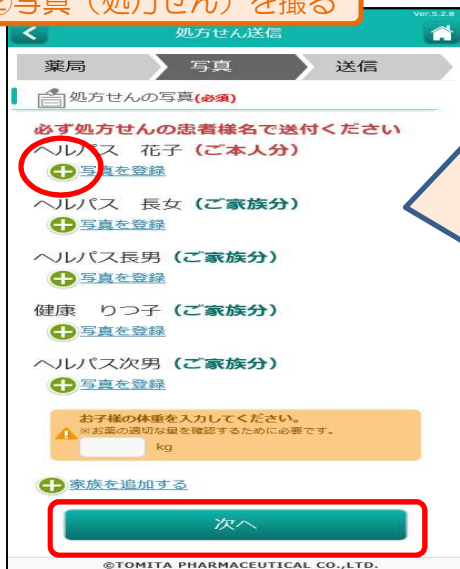 ②写真（処方せん）を撮る
Ver.5.2.6
処方せん送信
薬局 写真 送信
処方せんの写真(必須)
必ず処方せんの患者様名で送付ください
ヘルパス 花子（ご本人分）
写真を登録
ヘルパス 長女（ご家族分）
写真を登録
ヘルパス長男（ご家族分）
写真を登録
健康 りつ子（ご家族分）
写真を登録
ヘルパス次男（ご家族分）
写真を登録
お子様の体重を入力してください。
※お薬の適切な量を確認するために必要です。
kg
家族を追加する
次へ
©TOMITA PHARMACEUTICAL CO.,LTD.